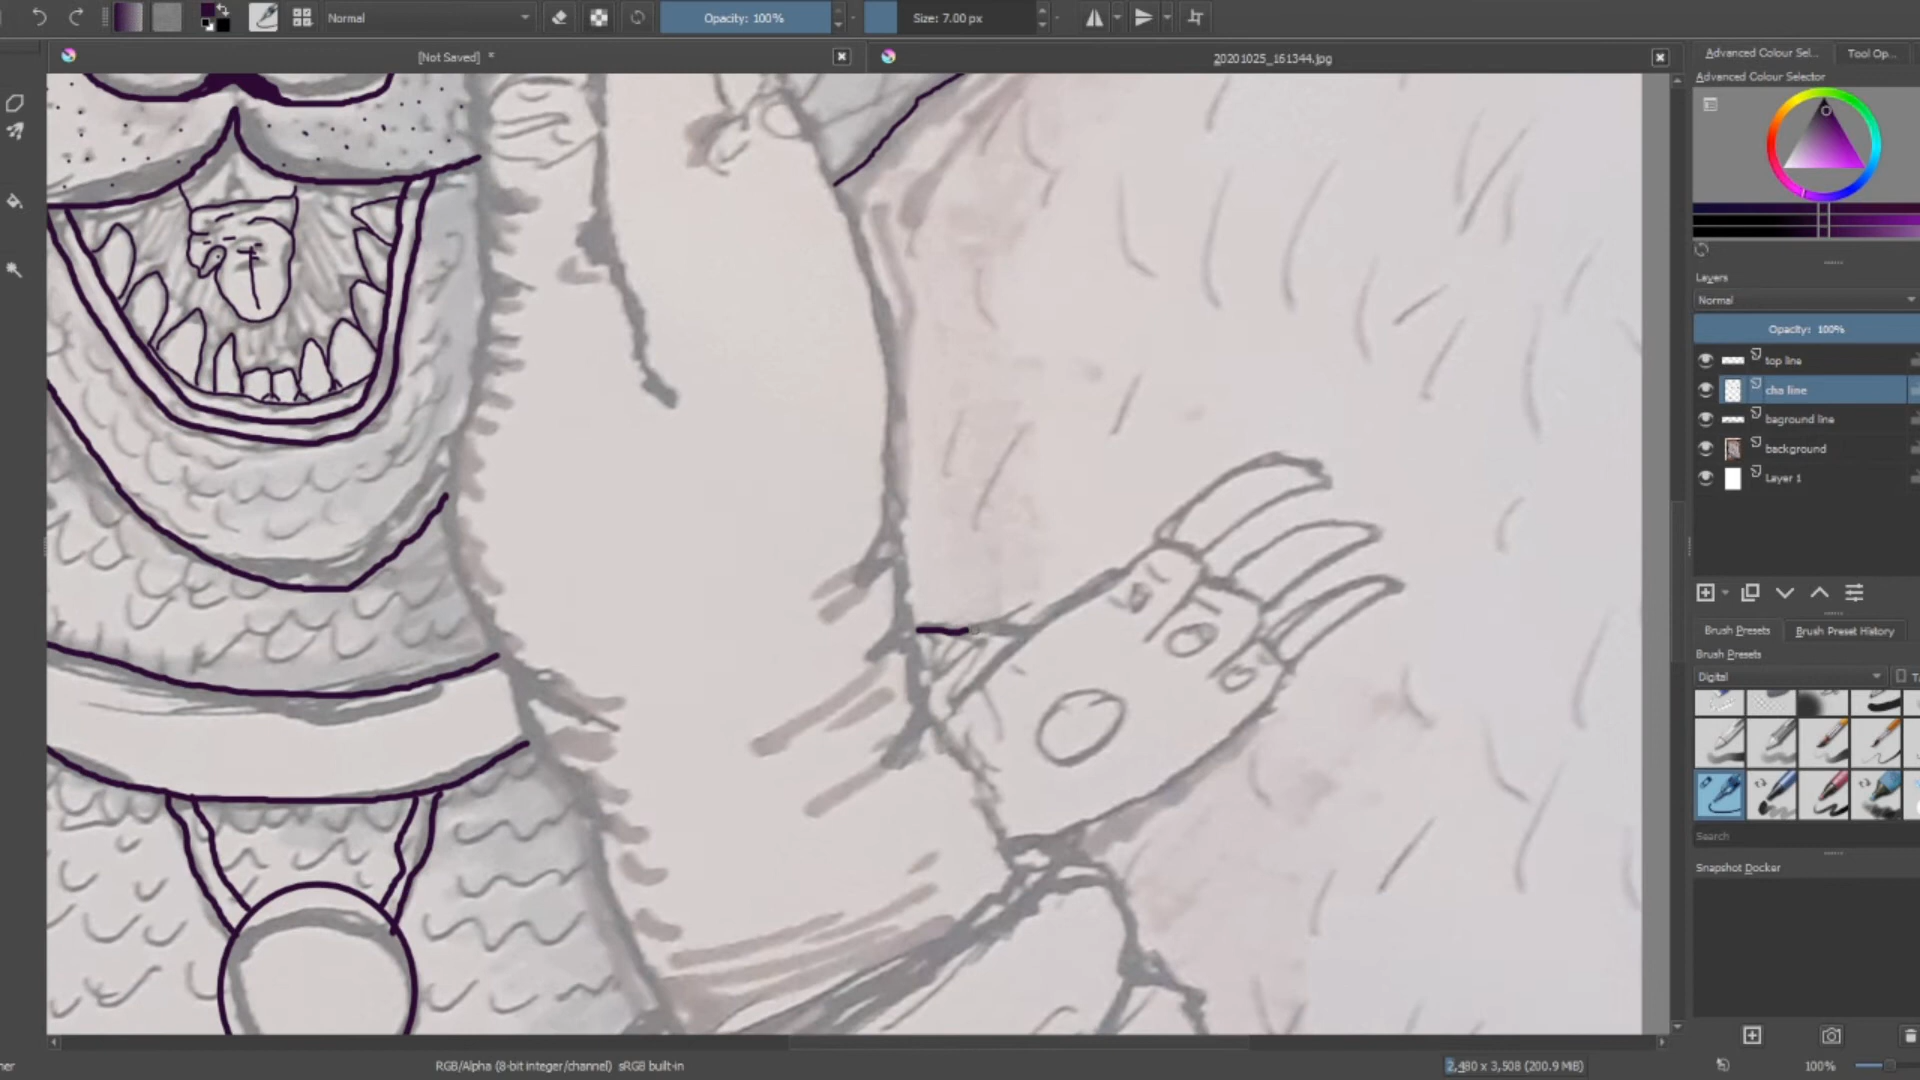 Normal
Opacity: 100%
Size: 7.00 px
[Not Saved] *
20201025_161344.jpg
Advanced Colour Sel...
Tool Op...
Advanced Colour Selector
Layers
Normal
Opacity: 100%
top line
cha line
baground line
background
Layer 1
Brush Presets
Brush Preset History
Brush Presets
Digital
Search
Snapshot Docker
RGB/Alpha (8-bit integer/channel) sRGB built-in
2,480 x 3,508 (200.9 MiB)
100%